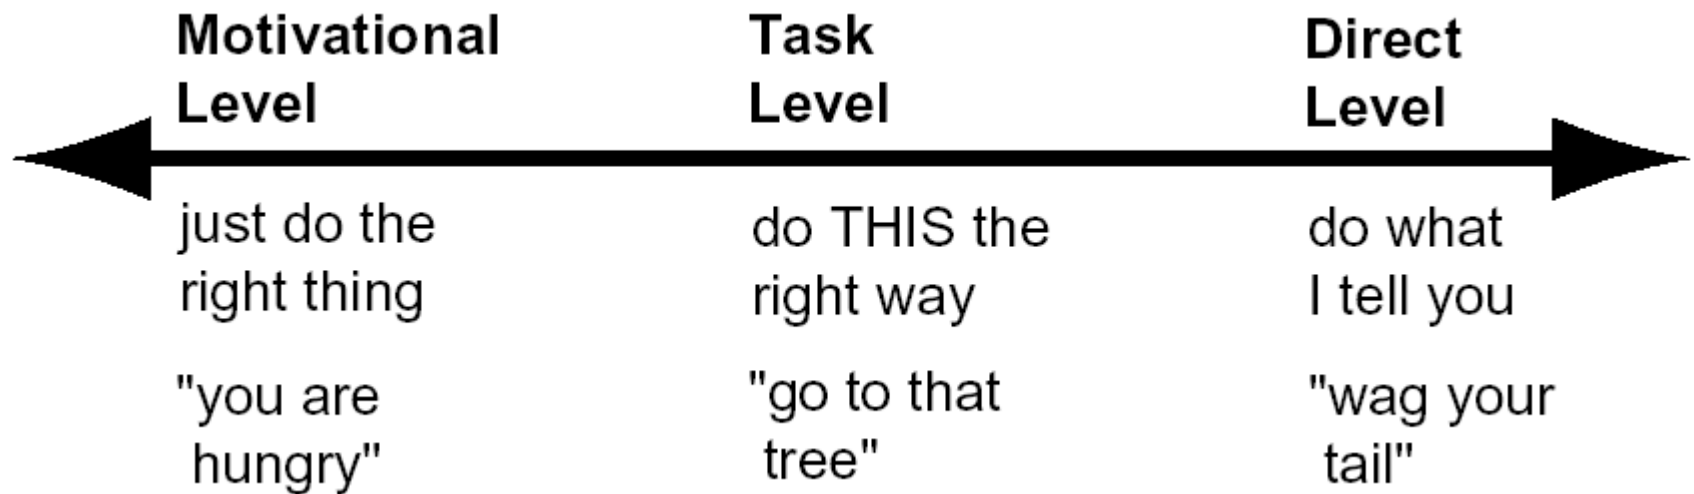 Motivational
Level
Task
Level
Direct
Level
just do the
right thing
do THIS the
right way
do what
I tell you
"you are
hungry"
"go to that
tree"
"wag your
tail"